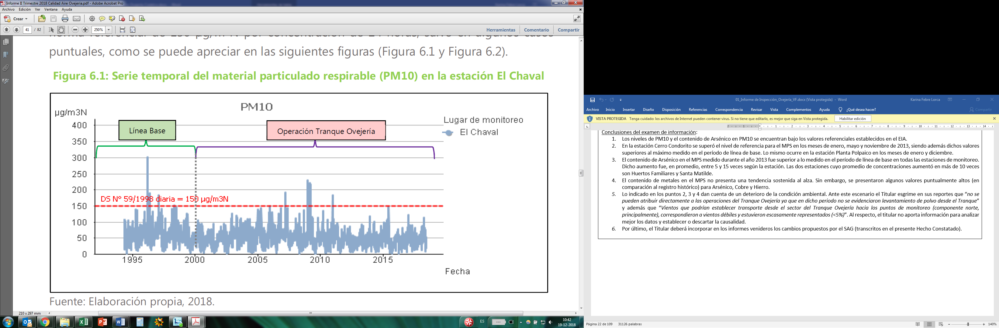 Informe II Trimestre 2018 Calidad Aire Ovejeria.pdf - Adobe Acrobat Pro
Archivo Edición Ver Ventana Ayuda
Crear
41 / 82 250% Herramientas Comentario Compartir
puntuales, como se puede apreciar en las siguientes figuras (Figura 6.1 y Figura 6.2).
Figura 6.1: Serie temporal del material particulado respirable (PM10) en la estación El Chaval
PM10
µg/m3N
Línea Base
Operación Tranque Ovejería
Lugar de monitoreo
El Chaval
400
350
300
250
200
DS Nº 59/1998 diaria = 150 µg/m3N
150
100
50
0
1995 2000 2005 2010 2015
Fecha
Fuente: Elaboración propia, 2018.
210 x 297 mm
ES
10:42
19-12-2018
01_Informe de Inspección_Ovejería_VF.docx (Vista protegida) - Word
Karina Febre Lorca
Archivo Inicio Insertar Diseño Disposición Referencias Correspondencia Revisar Vista Complementos Ayuda ¿Qué desea hacer? Compartir
VISTA PROTEGIDA Tenga cuidado: los archivos de Internet pueden contener virus. Si no tiene que editarlo, es mejor que siga en Vista protegida. Habilitar edición
2 1 1 2 3 4 5 6 7 8 9 10 11 12 13 14
Conclusiones del examen de información:
1. Los niveles de PM10 y el contenido de Arsénico en PM10 se encuentran bajo los valores referenciales establecidos en el EIA.
2. En la estación Cerro Condorito se superó el nivel de referencia para el MPS en los meses de enero, mayo y noviembre de 2013, siendo además dichos valores
superiores al máximo medido en el período de línea de base. Lo mismo ocurre en la estación Planta Polpaico en los meses de enero y diciembre.
3. El contenido de Arsénico en el MPS medido durante el año 2013 fue superior a lo medido en el período de línea de base en todas las estaciones de monitoreo.
Dicho aumento fue, en promedio, entre 5 y 15 veces según la estación. Las dos estaciones cuyo promedio de concentraciones aumentó en más de 10 veces
son Huertos Familiares y Santa Matilde.
4. El contenido de metales en el MPS no presenta una tendencia sostenida al alza. Sin embargo, se presentaron algunos valores puntualmente altos (en
comparación al registro histórico) para Arsénico, Cobre y Hierro.
5. Lo indicado en los puntos 2, 3 y 4 dan cuenta de un deterioro de la condición ambiental. Ante este escenario el Titular esgrime en sus reportes que “no se
pueden atribuir directamente a las operaciones del Tranque Ovejería ya que en dicho periodo no se evidenciaron levantamiento de polvo desde el Tranque”
y además que “Vientos que podrían establecer transporte desde el sector del Tranque Ovejería hacia los puntos de monitoreo (componente norte,
principalmente), correspondieron a vientos débiles y estuvieron escasamente representados (<5%)”. Al respecto, el titular no aporta información para analizar
mejor los datos y establecer o descartar la causalidad.
6. Por último, el Titular deberá incorporar en los informes venideros los cambios propuestos por el SAG (transcritos en el presente Hecho Constatado).
Página 22 de 109 31126 palabras
140%